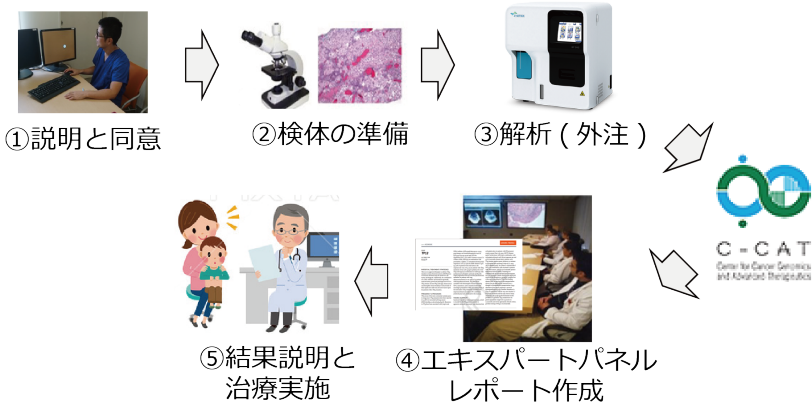 ①説明と同意
②検体の準備
③解析 ( 外注 )
C - C A T
Center for Cancer Genomics
and Advanced Therapeutics
④エキスパートパネル
レポート作成
⑤結果説明と
治療実施